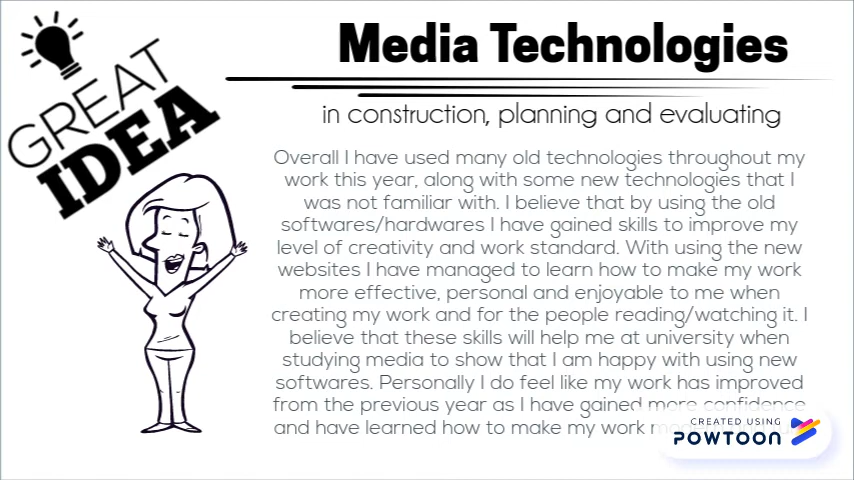 GREAT
IDEA
Media Technologies
in construction, planning and evaluating
Overall I have used many old technologies throughout my
work this year, along with some new technologies that I
was not familiar with. I believe that by using the old
softwares/hardwares I have gained skills to improve my
level of creativity and work standard. With using the new
websites I have managed to learn how to make my work
more effective, personal and enjoyable to me when
creating my work and for the people reading/watching it. I
believe that these skills will help me at university when
studying media to show that I am happy with using new
softwares. Personally I do feel like my work has improved
from the previous year as I have gained more confidence
and have learned how to make my work
CREATED USING
POWTOON